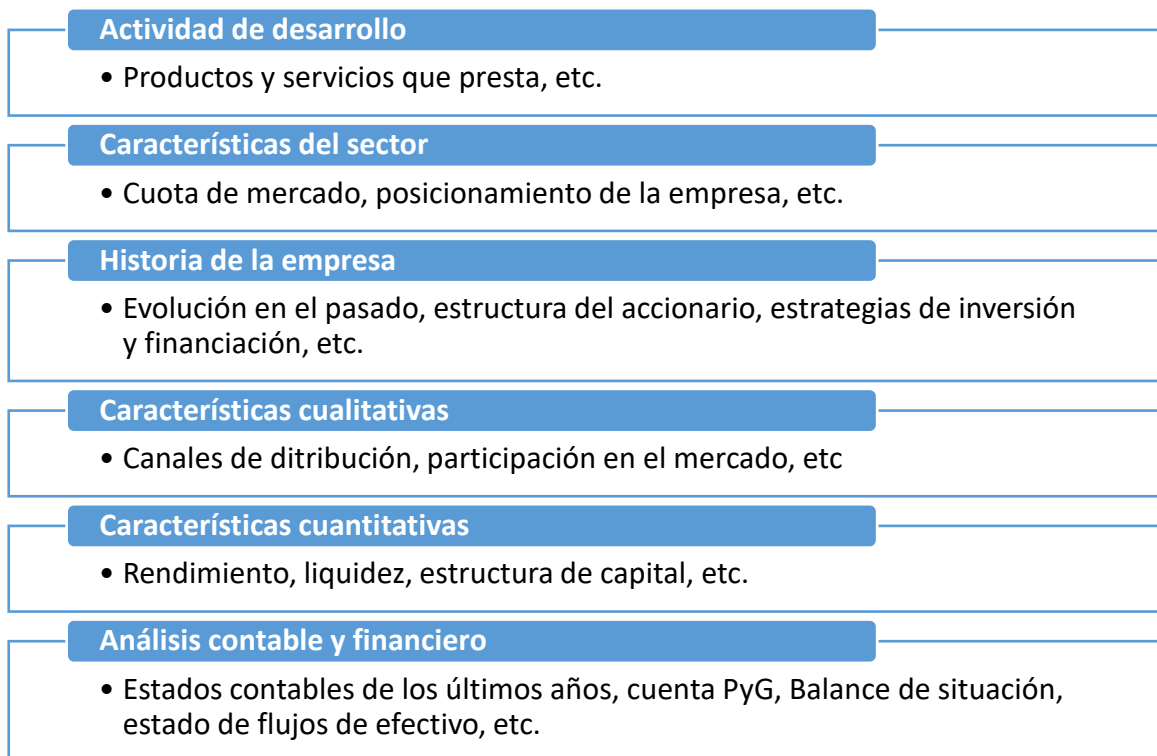 Actividad de desarrollo
• Productos y servicios que presta, etc.
Características del sector
• Cuota de mercado, posicionamiento de la empresa, etc.
Historia de la empresa
• Evolución en el pasado, estructura del accionario, estrategias de inversión
y financiación, etc.
Características cualitativas
• Canales de ditribución, participación en el mercado, etc
Características cuantitativas
• Rendimiento, liquidez, estructura de capital, etc.
Análisis contable y financiero
• Estados contables de los últimos años, cuenta PyG, Balance de situación,
estado de flujos de efectivo, etc.